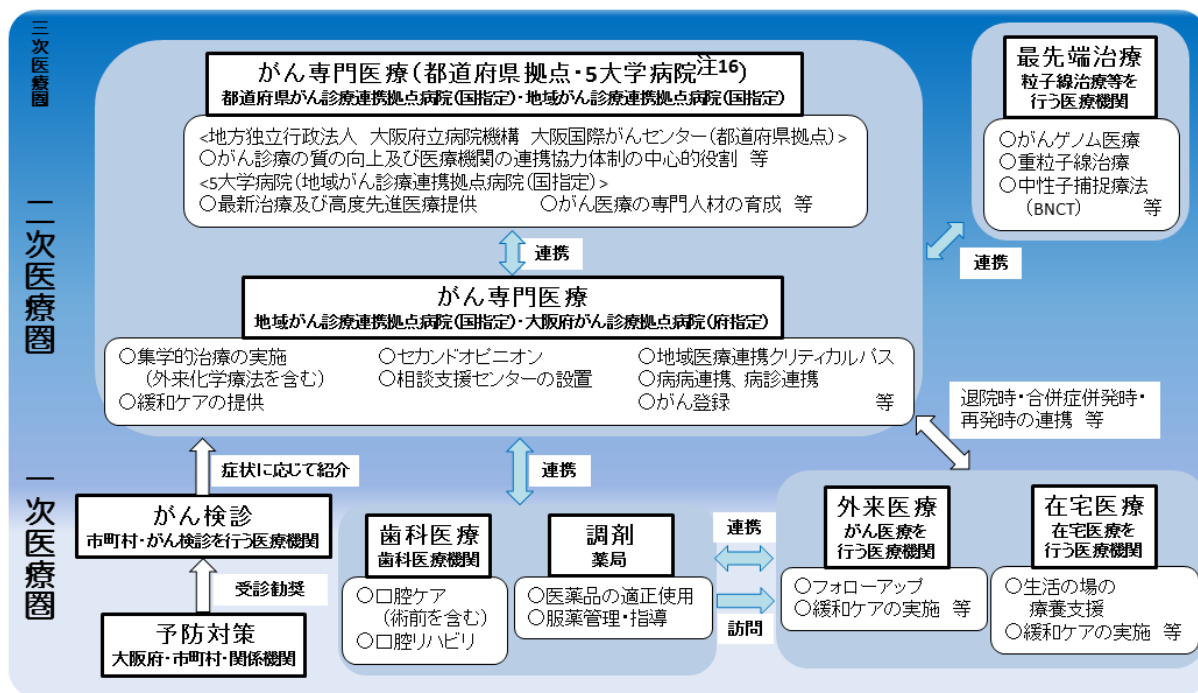 三次医療圏
がん専門医療(都道府県拠点・5大学病院注16)
都道府県がん診療連携拠点病院(国指定)・地域がん診療連携拠点病院(国指定)
<地方独立行政法人 大阪府立病院機構 大阪国際がんセンター(都道府県拠点)>
○がん診療の質の向上及び医療機関の連携協力体制の中心的役割 等
<5大学病院(地域がん診療連携拠点病院(国指定)>
○最新治療及び高度先進医療提供 ○がん医療の専門人材の育成 等
最先端治療
粒子線治療等を
行う医療機関
○がんゲノム医療
○重粒子線治療
○中性子捕捉療法
(BNCT) 等
連携
連携
二次医療圏
がん専門医療
地域がん診療連携拠点病院(国指定)・大阪府がん診療拠点病院(府指定)
○集学的治療の実施
(外来化学療法を含む)
○緩和ケアの提供
○セカンドオピニオン
○相談支援センターの設置
○地域医療連携クリティカルパス
○病病連携、病診連携
○がん登録 等
退院時・合併症併発時・
再発時の連携 等
症状に応じて紹介
連携
一次医療圏
がん検診
市町村・がん検診を行う医療機関
受診勧奨
予防対策
大阪府・市町村・関係機関
歯科医療
歯科医療機関
○口腔ケア
(術前を含む)
○口腔リハビリ
調剤
薬局
○医薬品の適正使用
○服薬管理・指導
連携
訪問
外来医療
がん医療を
行う医療機関
○フォローアップ
○緩和ケアの実施 等
在宅医療
在宅医療を
行う医療機関
○生活の場の
療養支援
○緩和ケアの実施 等